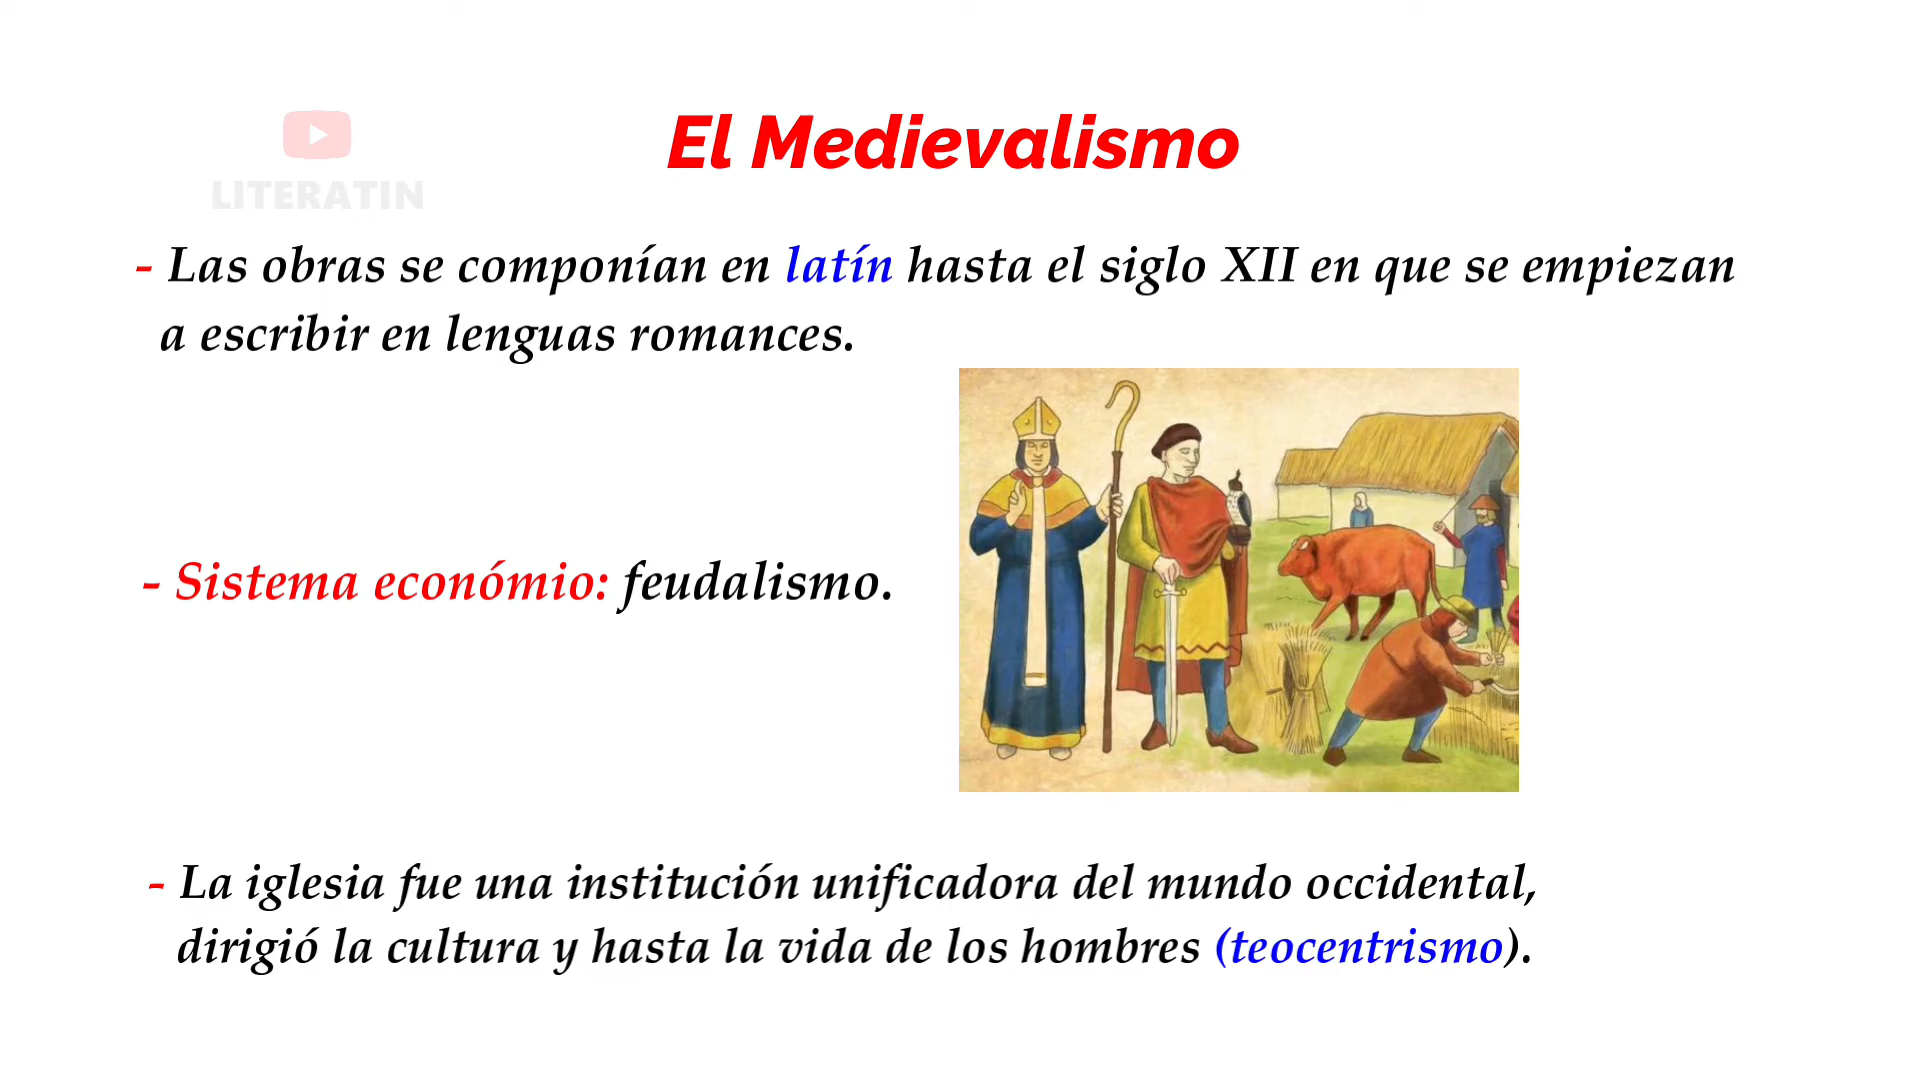 LITERATIN
El Medievalismo
- Las obras se componían en latín hasta el siglo XII en que se empiezan
a escribir en lenguas romances.
- Sistema económio: feudalismo.
- La iglesia fue una institución unificadora del mundo occidental,
dirigió la cultura y hasta la vida de los hombres (teocentrismo).